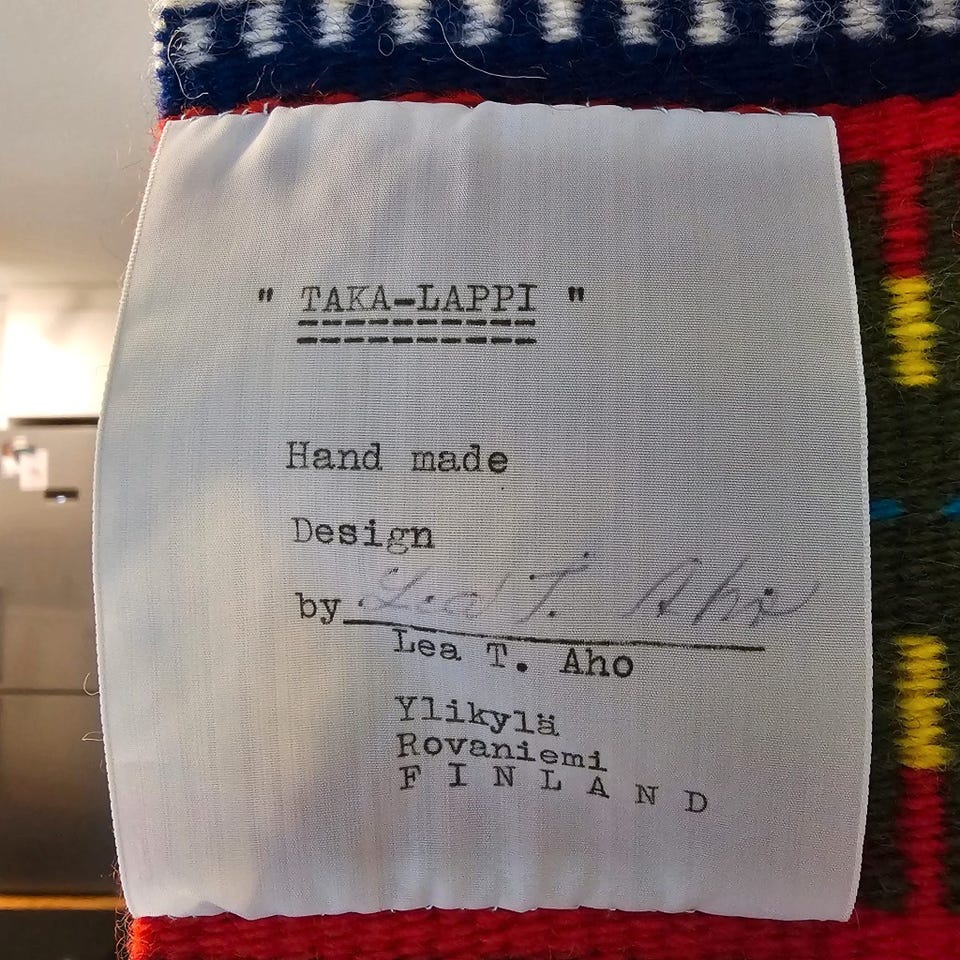 " TAKA-LAPPI "
Hand made
Design
by Lea T. Aho
Lea T. Aho
Ylikylä
Rovaniemi
F I N L A N D